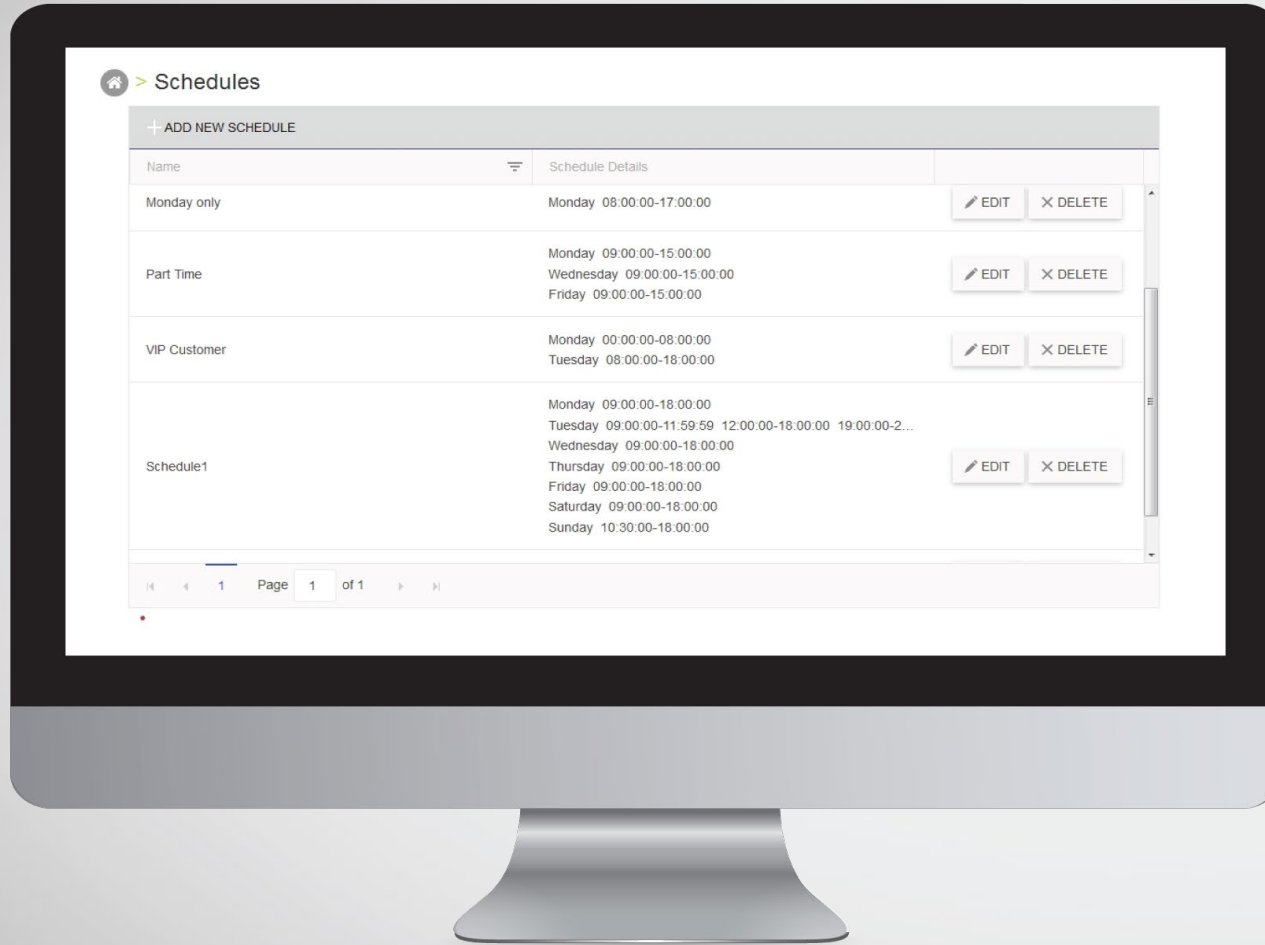 > Schedules
ADD NEW SCHEDULE
Name Schedule Details
Monday only Monday 08:00:00-17:00:00 EDIT DELETE
Monday 09:00:00-15:00:00
Part Time Wednesday 09:00:00-15:00:00 EDIT DELETE
Friday 09:00:00-15:00:00
VIP Customer Monday 00:00:00-08:00:00 EDIT DELETE
Tuesday 08:00:00-18:00:00
Monday 09:00:00-18:00:00
Tuesday 09:00:00-11:59:59 12:00:00-18:00:00 19:00:00-2...
Wednesday 09:00:00-18:00:00
Schedule1 Thursday 09:00:00-18:00:00 EDIT DELETE
Friday 09:00:00-18:00:00
Saturday 09:00:00-18:00:00
Sunday 10:30:00-18:00:00
1 Page 1 of 1